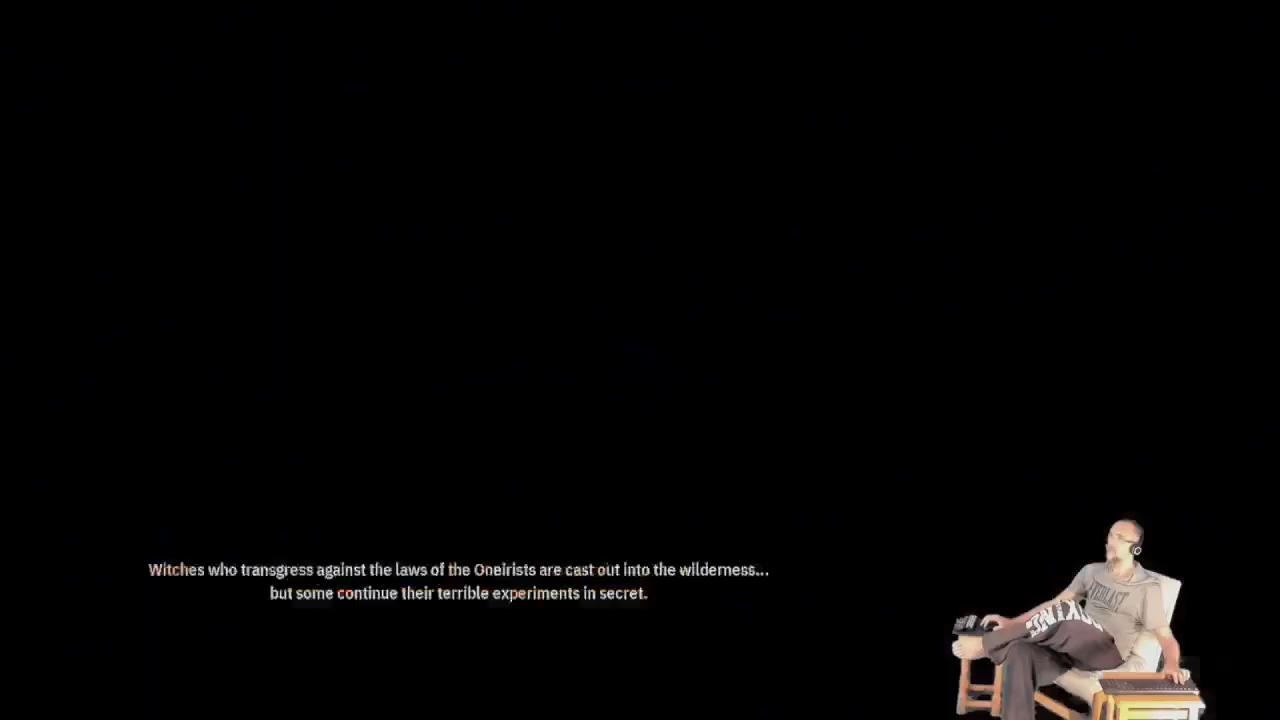 Witches who transgress against the laws of the Oneirists are cast out into the wilderness...
but some continue their terrible experiments in secret.
EVERLAST